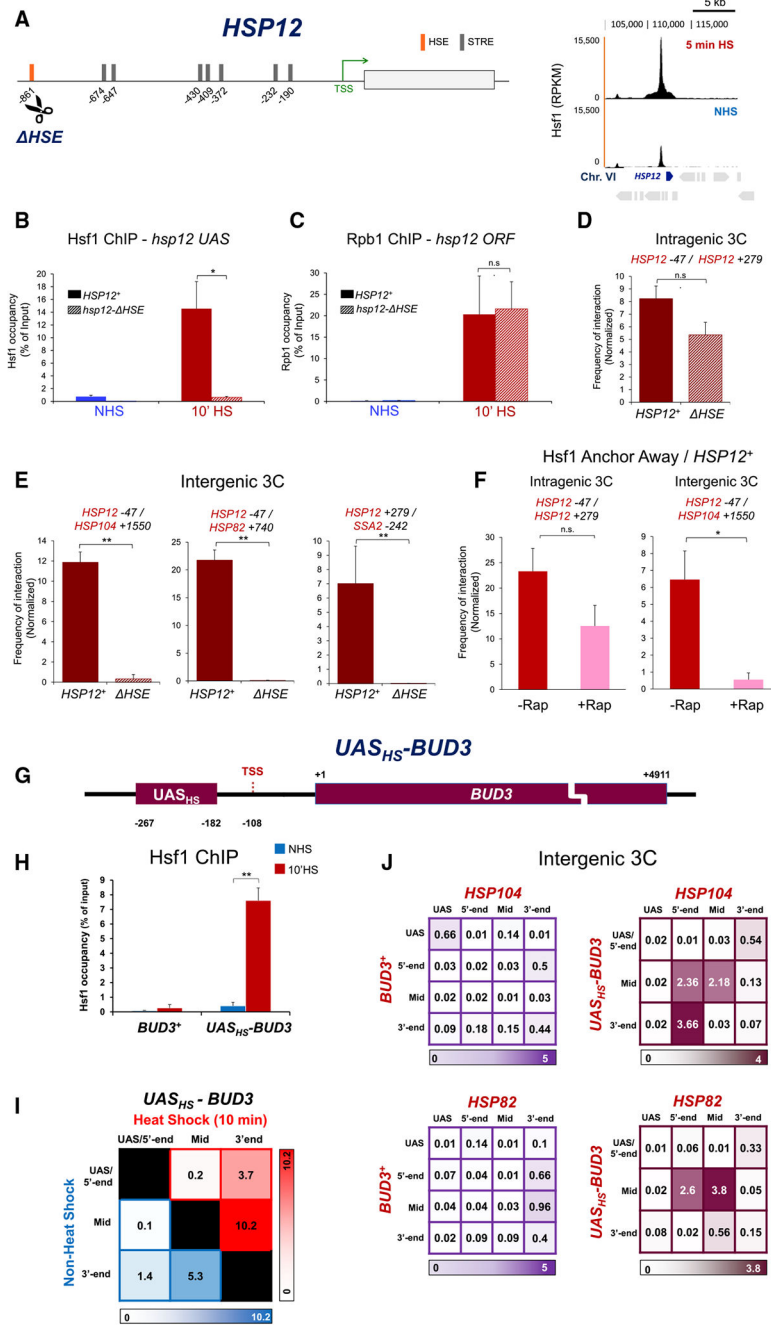 A
HSP12
HSE
STRE
-861
-674
-647
-430
-409
-372
-232
-190
TSS
ΔHSE
5 kb
105,000 | 110,000 | 115,000
15,500
5 min HS
0
15,500
NHS
0
Hsf1 (RPKM)
Chr. VI
HSP12
B
Hsf1 ChIP - hsp12 UAS
Hsf1 occupancy
(% of Input)
20
18
16
14
12
10
8
6
4
2
0
HSP12+
hsp12-ΔHSE
*
NHS
10' HS
C
Rpb1 ChIP - hsp12 ORF
Rpb1 occupancy
(% of Input)
30
25
20
15
10
5
0
HSP12+
hsp12-ΔHSE
n.s
NHS
10' HS
D
Intragenic 3C
HSP12 -47 / HSP12 +279
n.s
Frequency of interaction
(Normalized)
10
9
8
7
6
5
4
3
2
1
0
HSP12+
ΔHSE
E
Intergenic 3C
HSP12 -47 /
HSP104 +1550
**
Frequency of interaction
(Normalized)
14
12
10
8
6
4
2
0
HSP12+
ΔHSE
HSP12 -47 /
HSP82 +740
**
25
20
15
10
5
0
HSP12+
ΔHSE
HSP12 +279 /
SSA2 -242
**
10
9
8
7
6
5
4
3
2
1
0
HSP12+
ΔHSE
F
Hsf1 Anchor Away / HSP12+
Intragenic 3C
HSP12 -47 /
HSP12 +279
n.s.
Frequency of interaction
(Normalized)
30
25
20
15
10
5
0
-Rap
+Rap
Intergenic 3C
HSP12 -47 /
HSP104 +1550
*
9
8
7
6
5
4
3
2
1
0
-Rap
+Rap
UASHS-BUD3
G
UASHS
TSS
+1
BUD3
+4911
-267
-182
-108
H
Hsf1 ChIP
NHS
10'HS
Hsf1 occupancy (% of input)
9
8
7
6
5
4
3
2
1
0
**
BUD3+
UASHS-BUD3
I
UASHS - BUD3
Heat Shock (10 min)
UAS/5'-end
Mid
3'end
Non-Heat Shock
UAS/
5'-end
0.2
3.7
Mid
0.1
10.2
3'-end
1.4
5.3
10.2
0
0
10.2
J
Intergenic 3C
HSP104
UAS 5'-end Mid 3'-end
BUD3+
UAS 0.66 0.01 0.14 0.01
5'-end 0.03 0.02 0.03 0.5
Mid 0.02 0.02 0.01 0.03
3'-end 0.09 0.18 0.15 0.44
0 5
HSP104
UAS 5'-end Mid 3'-end
UASHS-BUD3
UAS/
5'-end 0.02 0.01 0.03 0.54
Mid 0.02 2.36 2.18 0.13
3'-end 0.02 3.66 0.03 0.07
0 4
HSP82
UAS 5'-end Mid 3'-end
BUD3+
UAS 0.01 0.14 0.01 0.1
5'-end 0.07 0.04 0.01 0.66
Mid 0.04 0.04 0.03 0.96
3'-end 0.02 0.09 0.09 0.4
0 5
HSP82
UAS 5'-end Mid 3'-end
UASHS-BUD3
UAS/
5'-end 0.01 0.06 0.01 0.33
Mid 0.02 2.6 3.8 0.05
3'-end 0.08 0.02 0.56 0.15
0 3.8